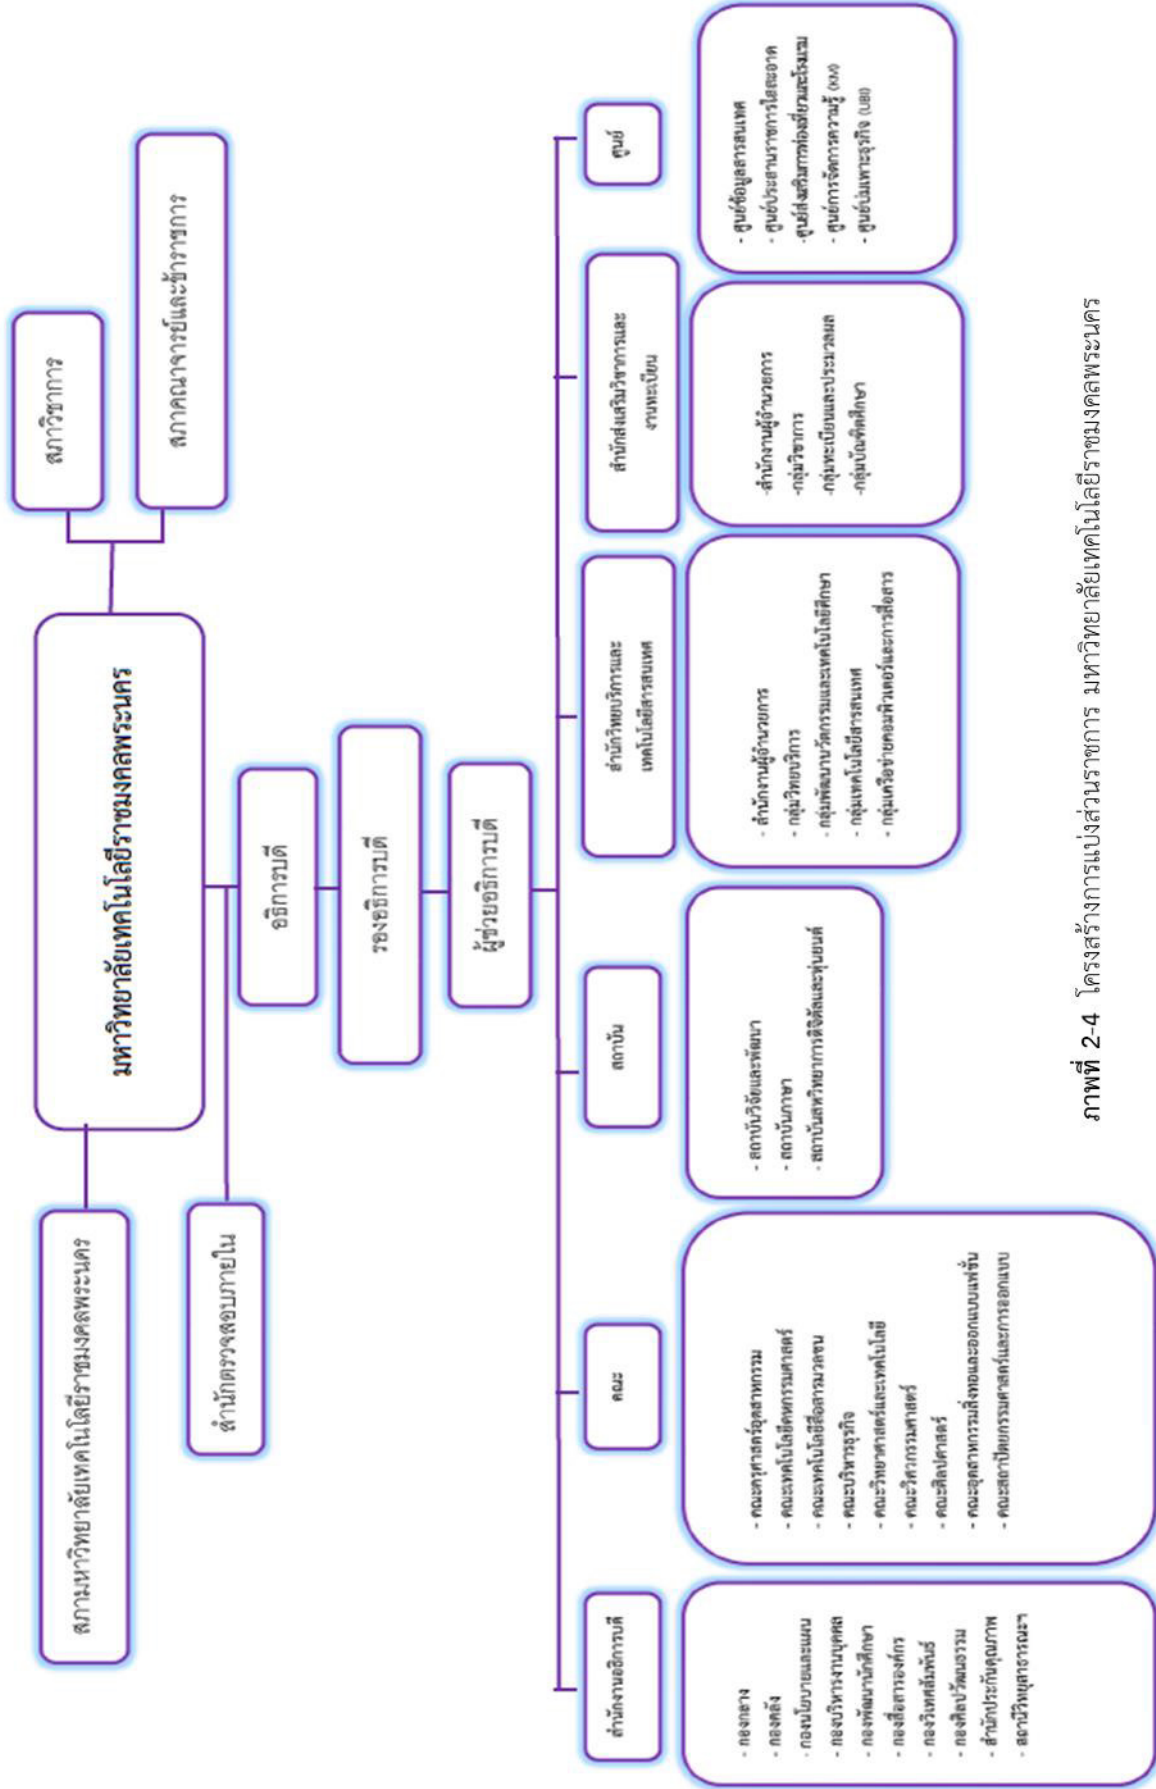 สภาวิชาการ
สภาคณาจารย์และข้าราชการ
มหาวิทยาลัยเทคโนโลยีราชมงคลพระนคร
สภามหาวิทยาลัยเทคโนโลยีราชมงคลพระนคร
สำนักตรวจสอบภายใน
อธิการบดี
รองอธิการบดี
ผู้ช่วยอธิการบดี
สำนักงานอธิการบดี
- กองกลาง
- กองคลัง
- กองนโยบายและแผน
- กองบริหารงานบุคคล
- กองพัฒนานักศึกษา
- กองสื่อสารองค์กร
- กองวิเทศสัมพันธ์
- กองศิลปวัฒนธรรม
- สำนักประกันคุณภาพ
- สถานีวิทยุสาธารณะฯ
คณะ
- คณะครุศาสตร์อุตสาหกรรม
- คณะเทคโนโลยีคหกรรมศาสตร์
- คณะเทคโนโลยีสื่อสารมวลชน
- คณะบริหารธุรกิจ
- คณะวิทยาศาสตร์และเทคโนโลยี
- คณะวิศวกรรมศาสตร์
- คณะศิลปศาสตร์
- คณะอุตสาหกรรมสิ่งทอและออกแบบแฟชั่น
- คณะสถาปัตยกรรมศาสตร์และการออกแบบ
สถาบัน
- สถาบันวิจัยและพัฒนา
- สถาบันภาษา
- สถาบันสหวิทยาการดิจิทัลและหุ่นยนต์
สำนักวิทยบริการและ
เทคโนโลยีสารสนเทศ
- สำนักงานผู้อำนวยการ
- กลุ่มวิทยบริการ
- กลุ่มพัฒนานวัตกรรมและเทคโนโลยีศึกษา
- กลุ่มเทคโนโลยีสารสนเทศ
- กลุ่มเครือข่ายคอมพิวเตอร์และการสื่อสาร
สำนักส่งเสริมวิชาการและ
งานทะเบียน
-สำนักงานผู้อำนวยการ
-กลุ่มวิชาการ
-กลุ่มทะเบียนและประมวลผล
-กลุ่มบัณฑิตศึกษา
ศูนย์
- ศูนย์ข้อมูลสารสนเทศ
- ศูนย์ประสานราชการใสสะอาด
-ศูนย์ส่งเสริมการท่องเที่ยวและโรงแรม
- ศูนย์การจัดการความรู้ (KM)
- ศูนย์บ่มเพาะธุรกิจ (UBI)
ภาพที่ 2-4 โครงสร้างการแบ่งส่วนราชการ มหาวิทยาลัยเทคโนโลยีราชมงคลพระนคร